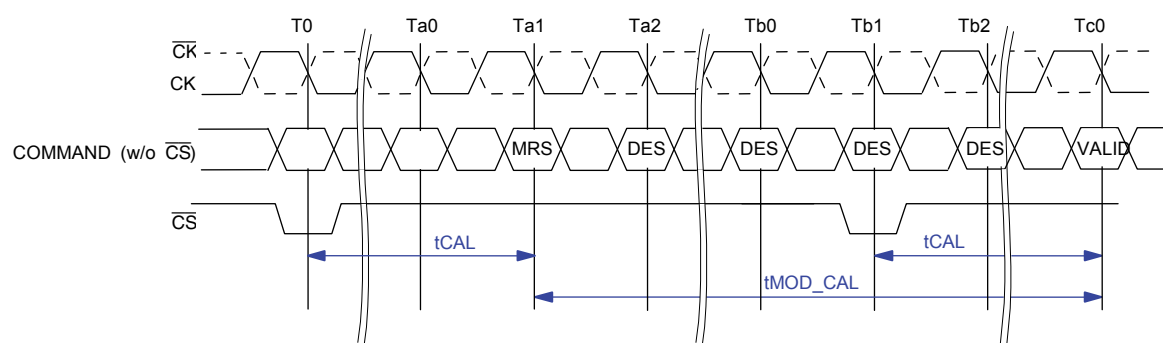 T0 Ta0 Ta1 Ta2 Tb0 Tb1 Tb2 Tc0
CK
CK
COMMAND (w/o CS) MRS DES DES DES DES VALID
CS
tCAL tCAL
tMOD_CAL